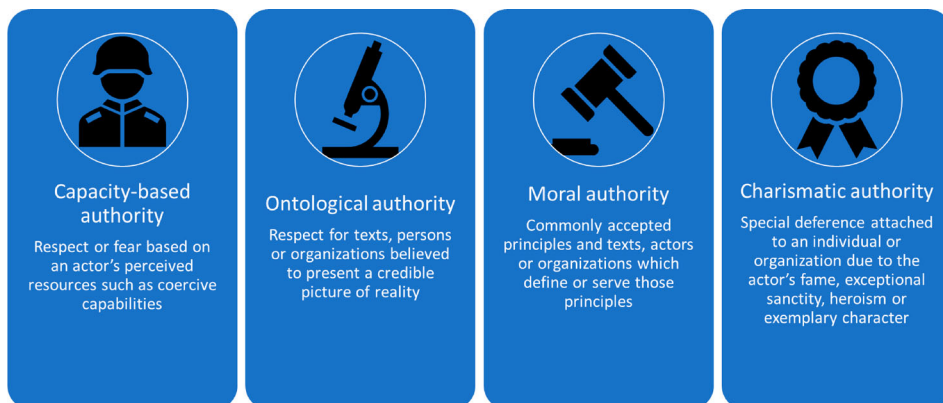 Capacity-based
authority
Respect or fear based on
an actor's perceived
resources such as coercive
capabilities
Ontological authority
Respect for texts, persons
or organizations believed
to present a credible
picture of reality
Moral authority
Commonly accepted
principles and texts, actors
or organizations which
define or serve those
principles
Charismatic authority
Special deference attached
to an individual or
organization due to the
actor's fame, exceptional
sanctity, heroism or
exemplary character